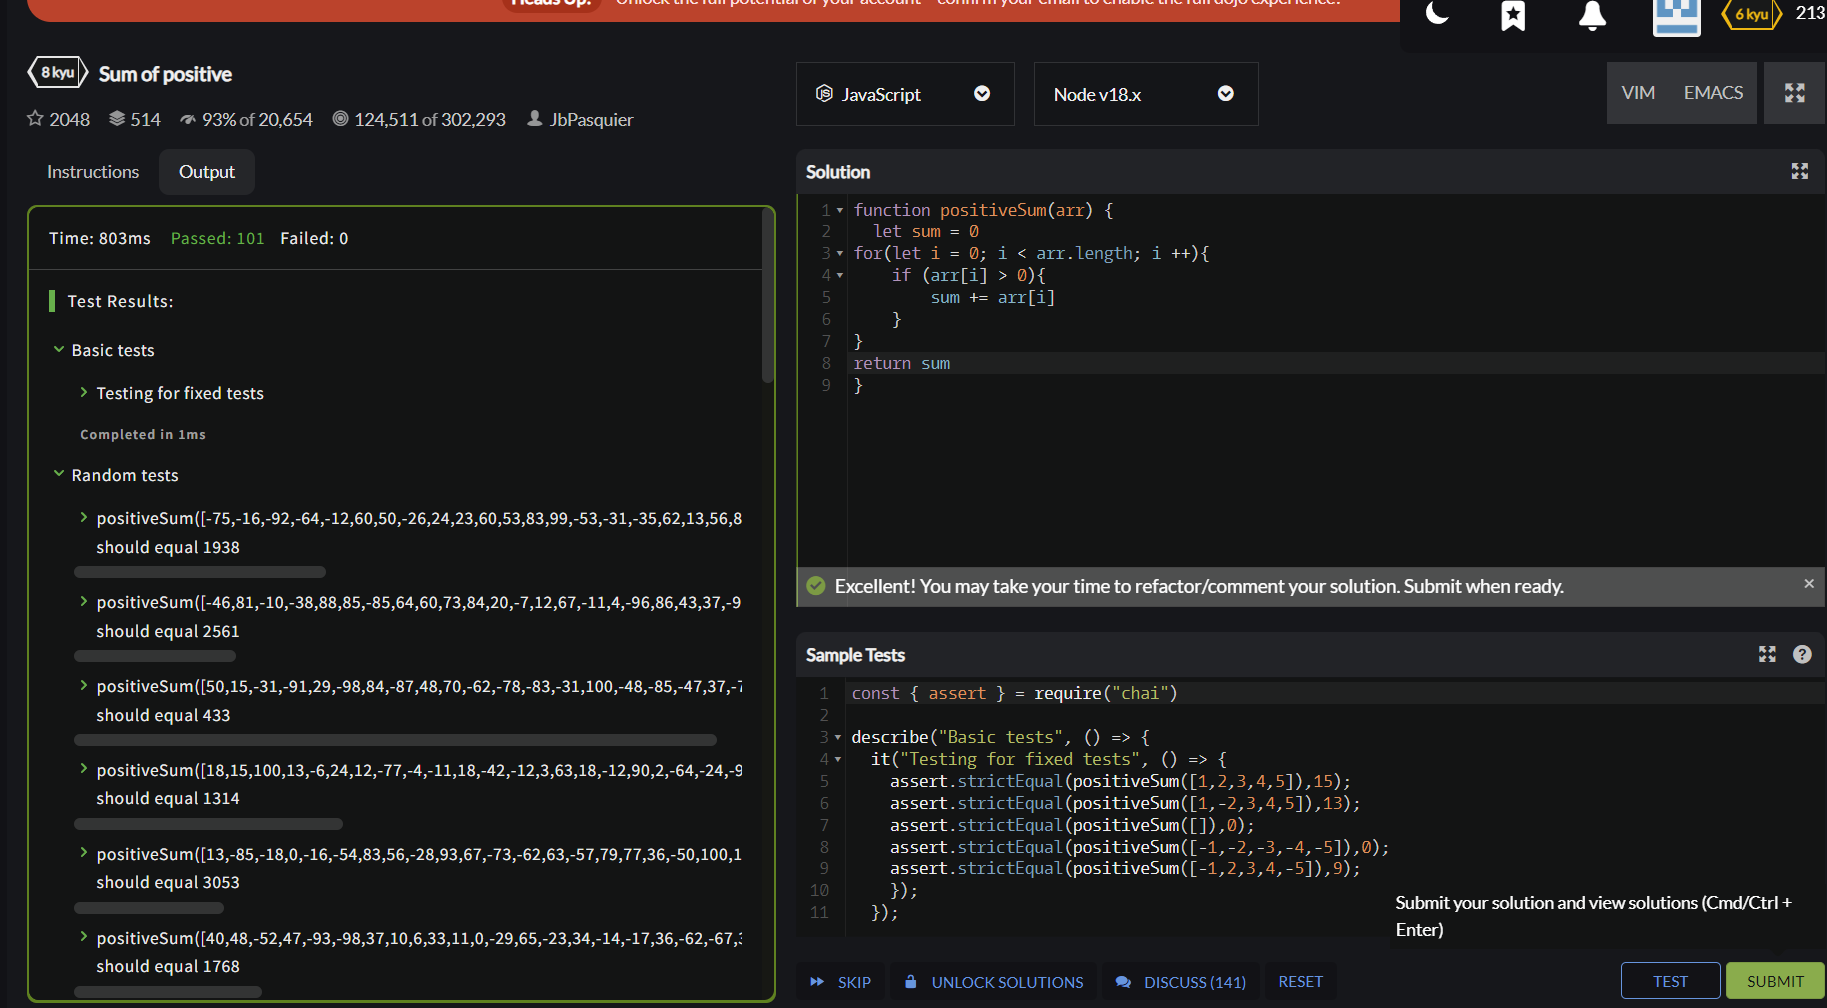 Heads Up! Unlock the full potential of your account – confirm your email to enable the full dojo experience!
6 kyu 213
8 kyu Sum of positive
2048 514 93% of 20,654 124,511 of 302,293 JbPasquier
JavaScript
Node v18.x
VIM EMACS
Instructions Output
Time: 803ms Passed: 101 Failed: 0
Test Results:
Basic tests
Testing for fixed tests
Completed in 1ms
Random tests
positiveSum([-75,-16,-92,-64,-12,60,50,-26,24,23,60,53,83,99,-53,-31,-35,62,13,56,8
should equal 1938
positiveSum([-46,81,-10,-38,88,85,-85,64,60,73,84,20,-7,12,67,-11,4,-96,86,43,37,-9
should equal 2561
positiveSum([50,15,-31,-91,29,-98,84,-87,48,70,-62,-78,-83,-31,100,-48,-85,-47,37,-7
should equal 433
positiveSum([18,15,100,13,-6,24,12,-77,-4,-11,18,-42,-12,3,63,18,-12,90,2,-64,-24,-9
should equal 1314
positiveSum([13,-85,-18,0,-16,-54,83,56,-28,93,67,-73,-62,63,-57,79,77,36,-50,100,1
should equal 3053
positiveSum([40,48,-52,47,-93,-98,37,10,6,33,11,0,-29,65,-23,34,-14,-17,36,-62,-67,3
should equal 1768
Solution
1 function positiveSum(arr) {
2 let sum = 0
3 for(let i = 0; i < arr.length; i ++){
4 if (arr[i] > 0){
5 sum += arr[i]
6 }
7 }
8 return sum
9 }
Excellent! You may take your time to refactor/comment your solution. Submit when ready. ×
Sample Tests ?
1 const { assert } = require("chai")
2
3 describe("Basic tests", () => {
4 it("Testing for fixed tests", () => {
5 assert.strictEqual(positiveSum([1,2,3,4,5]),15);
6 assert.strictEqual(positiveSum([1,-2,3,4,5]),13);
7 assert.strictEqual(positiveSum([]),0);
8 assert.strictEqual(positiveSum([-1,-2,-3,-4,-5]),0);
9 assert.strictEqual(positiveSum([-1,2,3,4,-5]),9);
10 });
11 });
Submit your solution and view solutions (Cmd/Ctrl +
Enter)
SKIP UNLOCK SOLUTIONS DISCUSS (141) RESET TEST SUBMIT